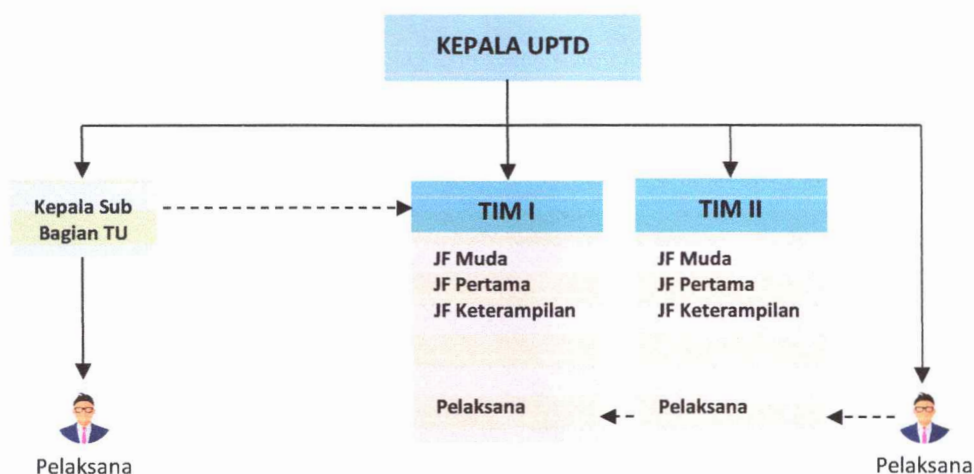 KEPALA UPTD
Kepala Sub
Bagian TU
TIM I
TIM II
JF Muda
JF Pertama
JF Keterampilan
JF Muda
JF Pertama
JF Keterampilan
Pelaksana
Pelaksana
Pelaksana
Pelaksana